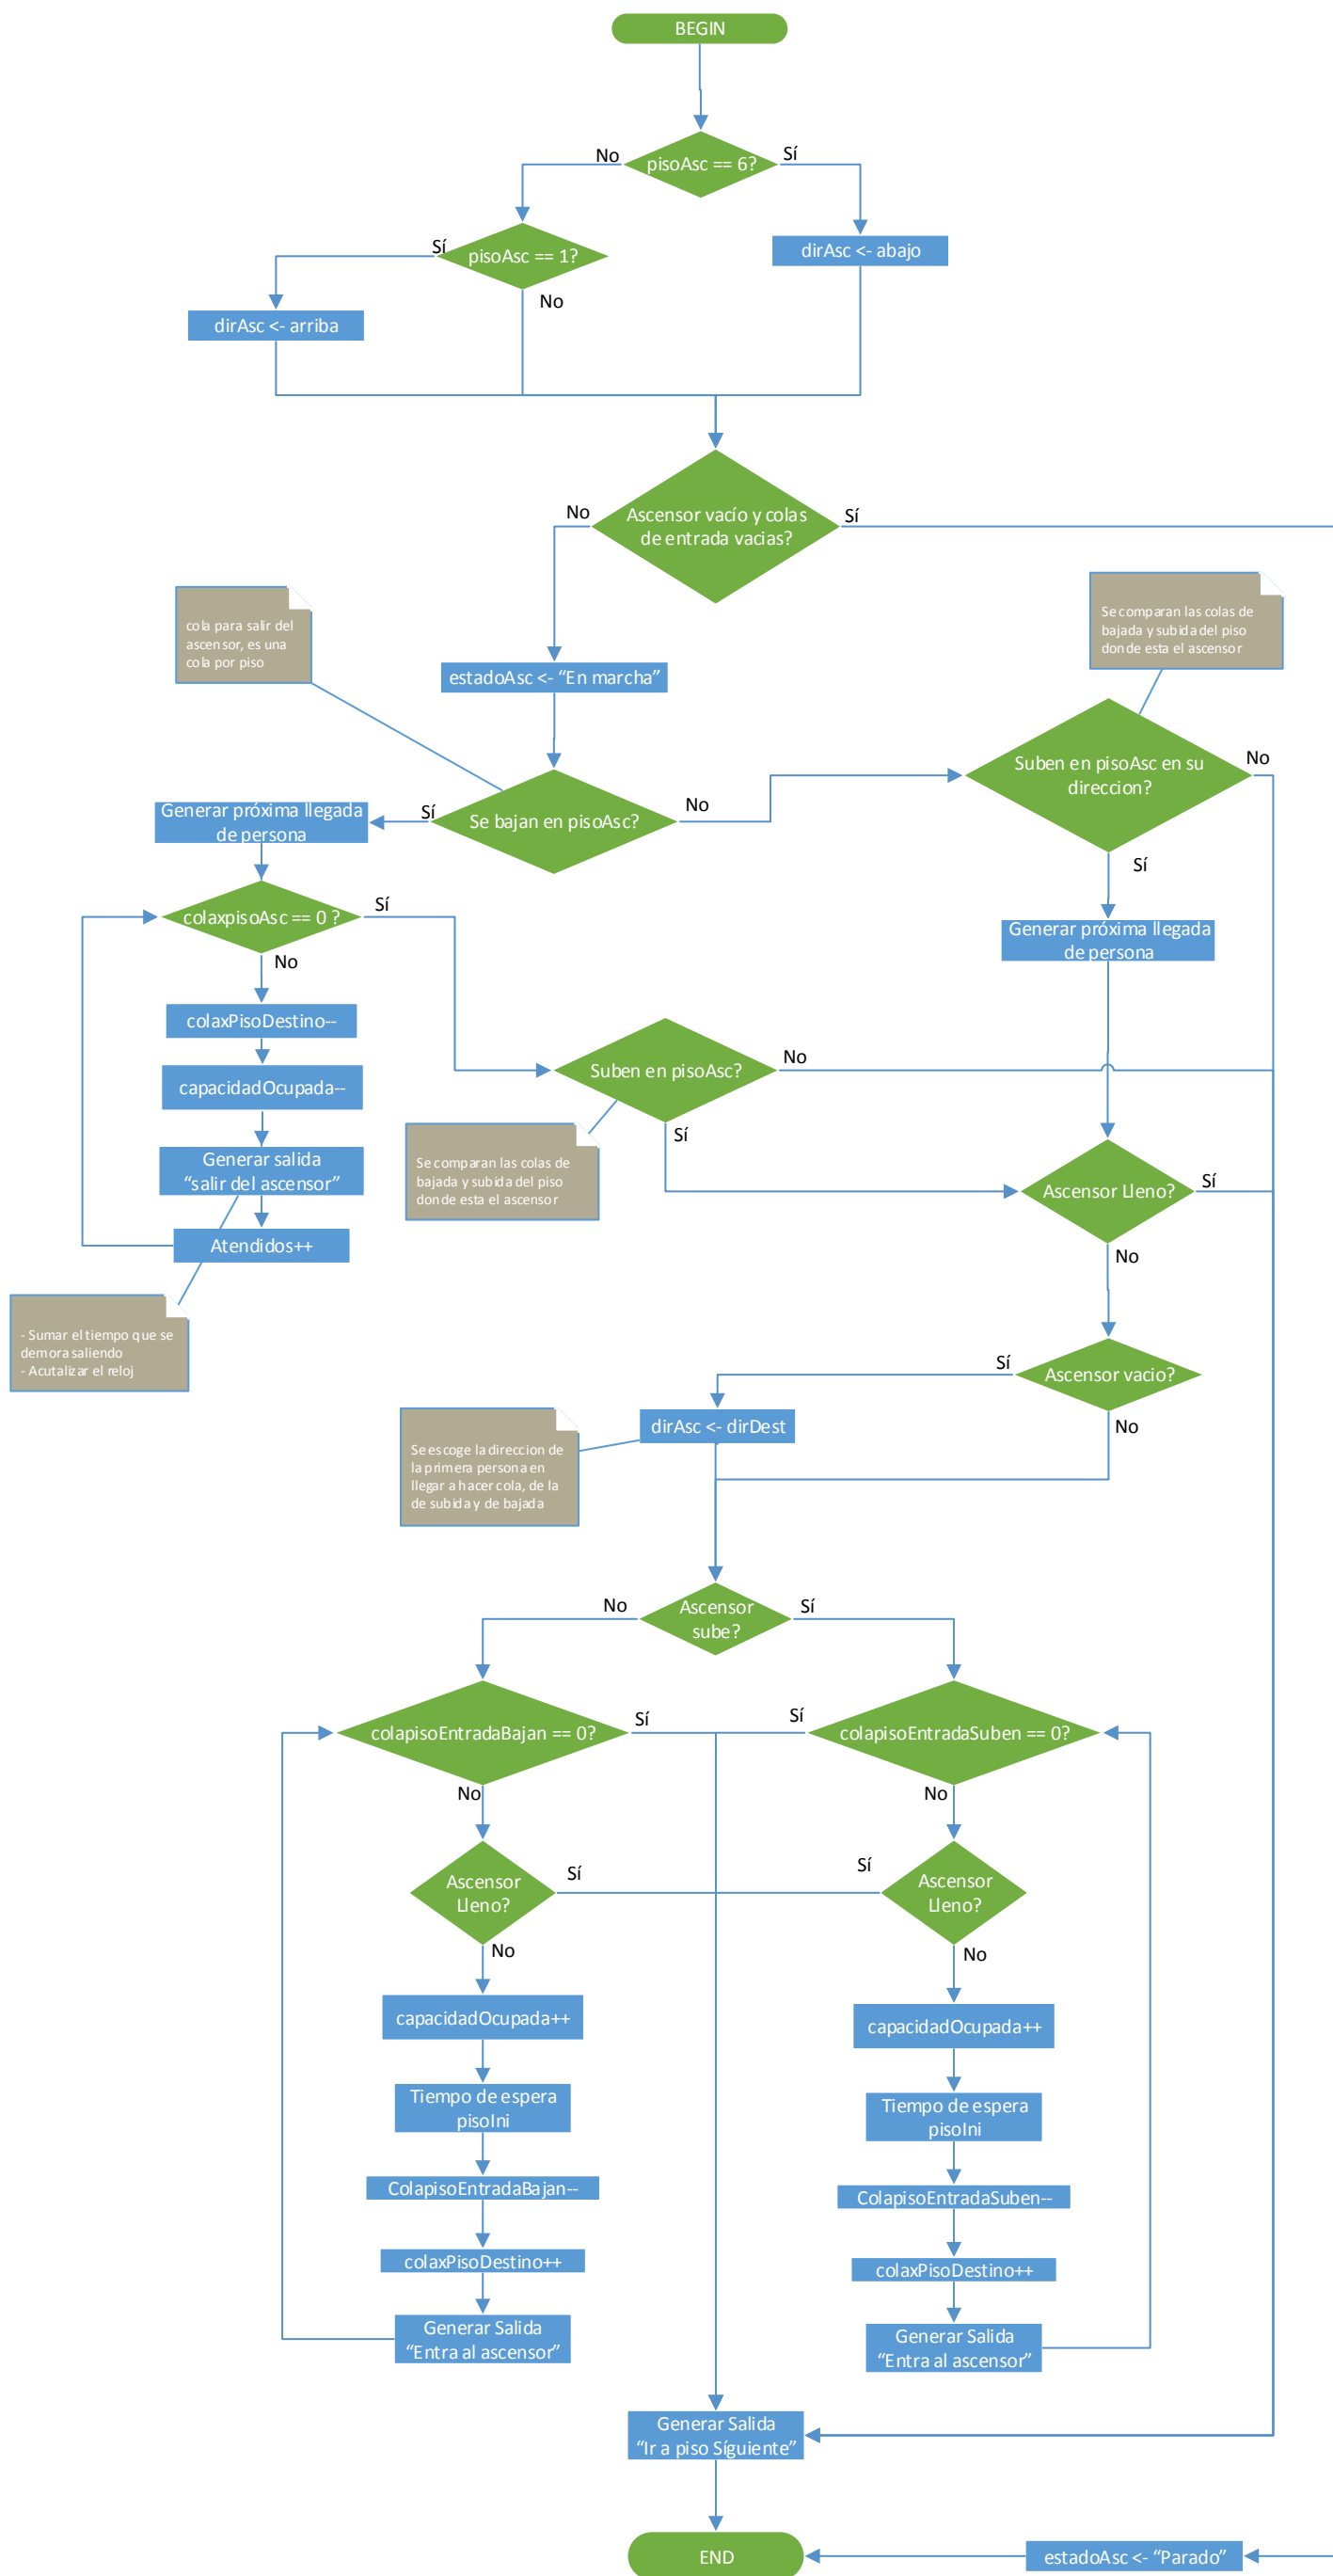 BEGIN
pisoAsc == 6?
No
Sí
pisoAsc == 1?
Sí
No
dirAsc <- abajo
dirAsc <- arriba
Ascensor vacío y colas
de entrada vacias?
No
Sí
cola para salir del
ascensor, es una
cola por piso
Se comparan las colas de
bajada y subida del piso
donde esta el ascensor
estadoAsc <- “En marcha”
Suben en pisoAsc en su
direccion?
No
Sí
Se bajan en pisoAsc?
Sí
No
Generar próxima llegada
de persona
colaxpisoAsc == 0 ?
Sí
No
Generar próxima llegada
de persona
colaxPisoDestino--
capacidadOcupada--
Suben en pisoAsc?
No
Sí
Generar salida
“salir del ascensor”
Se comparan las colas de
bajada y subida del piso
donde esta el ascensor
Ascensor Lleno?
Sí
No
Atendidos++
- Sumar el tiempo que se
demora saliendo
- Acutalizar el reloj
Ascensor vacio?
Sí
No
dirAsc <- dirDest
Se escoge la direccion de
la primera persona en
llegar a hacer cola, de la
de subida y de bajada
Ascensor
sube?
No
Sí
colapisoEntradaBajan == 0?
Sí
No
colapisoEntradaSuben == 0?
Sí
No
Ascensor
Lleno?
Sí
No
Ascensor
Lleno?
Sí
No
capacidadOcupada++
Tiempo de espera
pisoIni
ColapisoEntradaBajan--
colaxPisoDestino++
Generar Salida
“Entra al ascensor”
capacidadOcupada++
Tiempo de espera
pisoIni
ColapisoEntradaSuben--
colaxPisoDestino++
Generar Salida
“Entra al ascensor”
Generar Salida
“Ir a piso Síguiente”
END
estadoAsc <- “Parado”